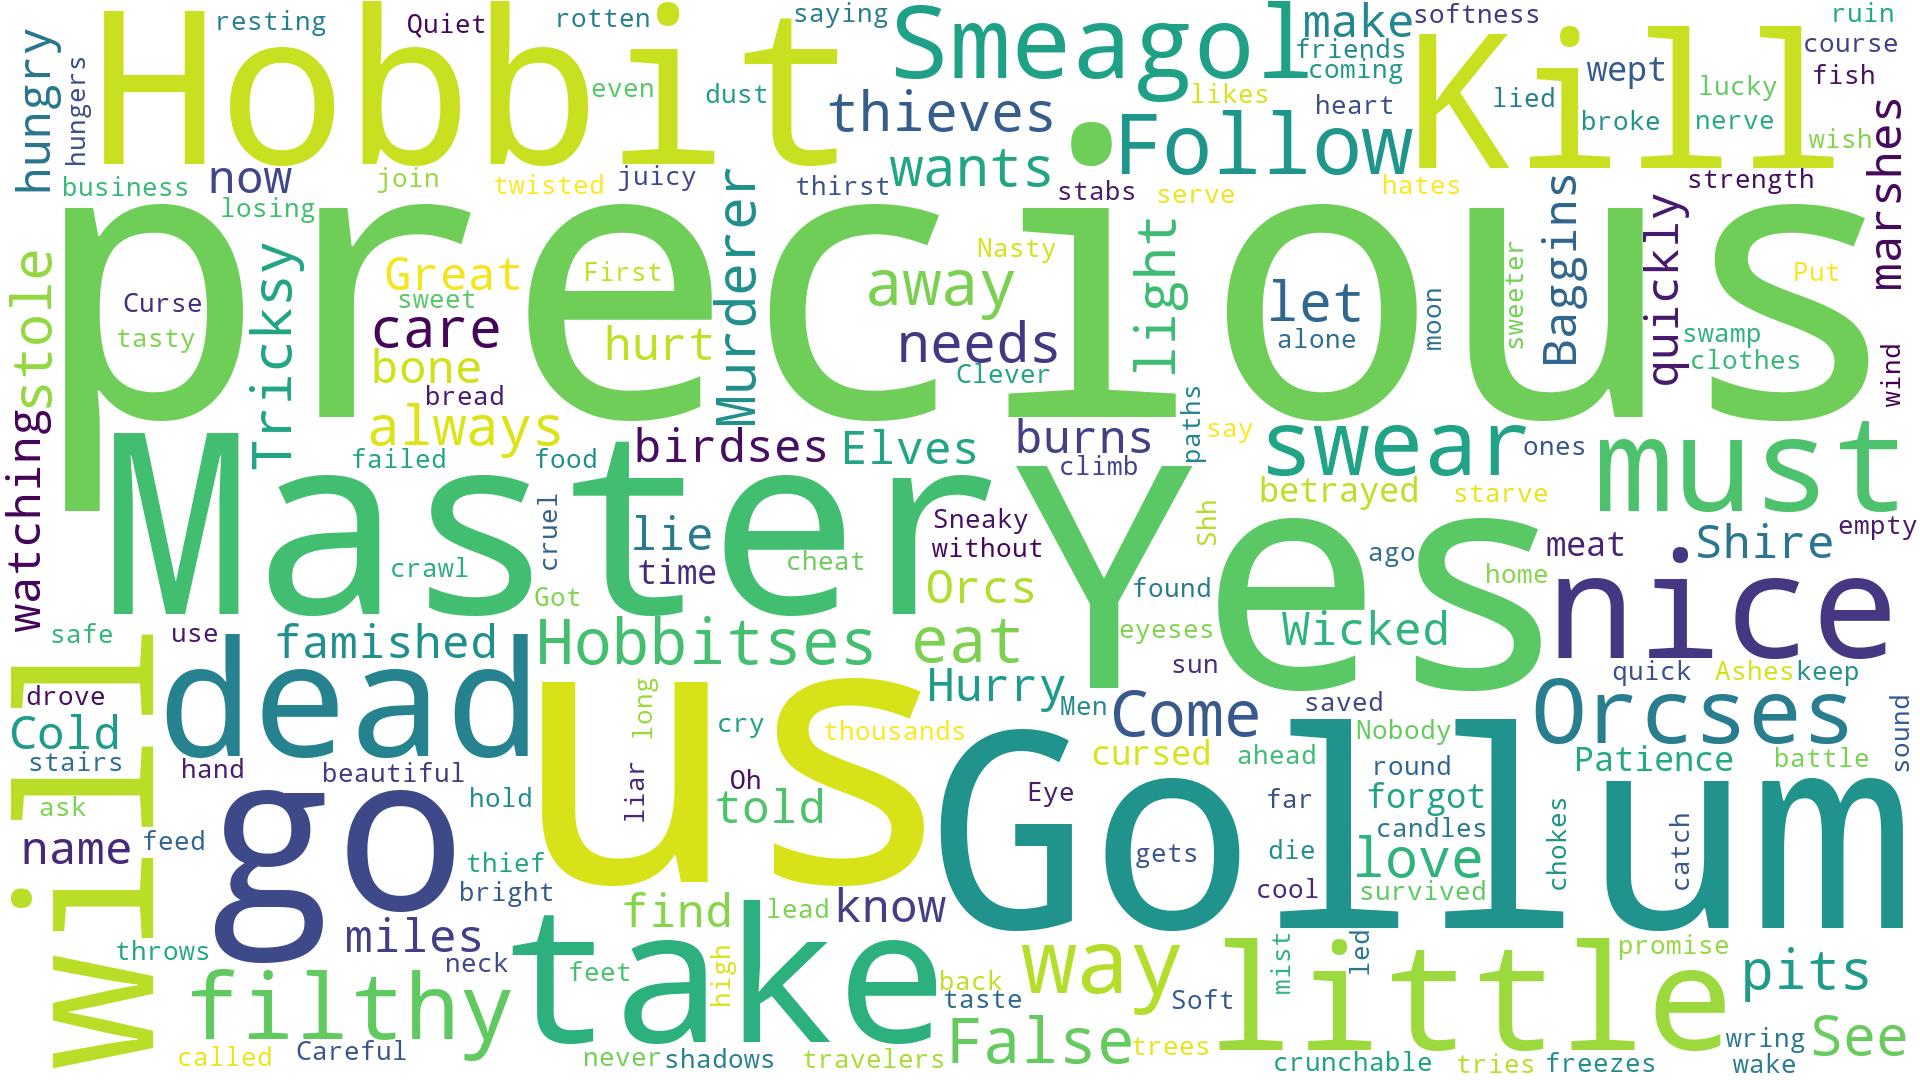 Hobbit
resting
Quiet
rotten
saying
Smeagol
make
softness
ruin
hungry
hungers
even
dust
thieves
likes
friends
coming
heart
Kill
lied
wept
broke
lucky
nerve
course
fish
wish
marshes
business
now
losing
join
twisted
juicy
thirst
wants
stabs
serve
Follow
hates
strength
precious
stole
Curse
tasty
Tricksy
Great
sweet
care
bone
bread
always
First
hurt
Murderer
away
Nasty
needs
Clever
light
let
alone
moon
sweeter
Baggins
quickly
Put
swamp
clothes
wind
watching
Master
failed
food
birdses
Elves
burns
climb
paths
say
swear
ones
betrayed
starve
must
crawl
cruel
Got
lie
time
cheat
Sneaky
without
Orcs
Yes
Shh
found
ago
home
meat
Shire
empty
nice
safe
use
famished
Hobbitses
eat
eyeses
sun
Wicked
quick
Ashes
keep
Will
drove
Cold
stairs
dead
hand
beautiful
us
long
liar
cry
Oh
told
thousands
Hurry
Men
Come
cursed
saved
ahead
Nobody
Orcses
Patience
battle
sound
ask
name
feed
go
hold
thief
bright
Gollum
Eye
gets
far
die
cool
round
forgot
candles
love
survived
chokes
catch
throws
miles
neck
find
lead
know
filthy
called
Careful
take
feet
high
back
taste
way
Soft
False
trees
mist
led
little
promise
pits
never
shadows
travelers
crunchable
tries
freezes
wring
wake
See